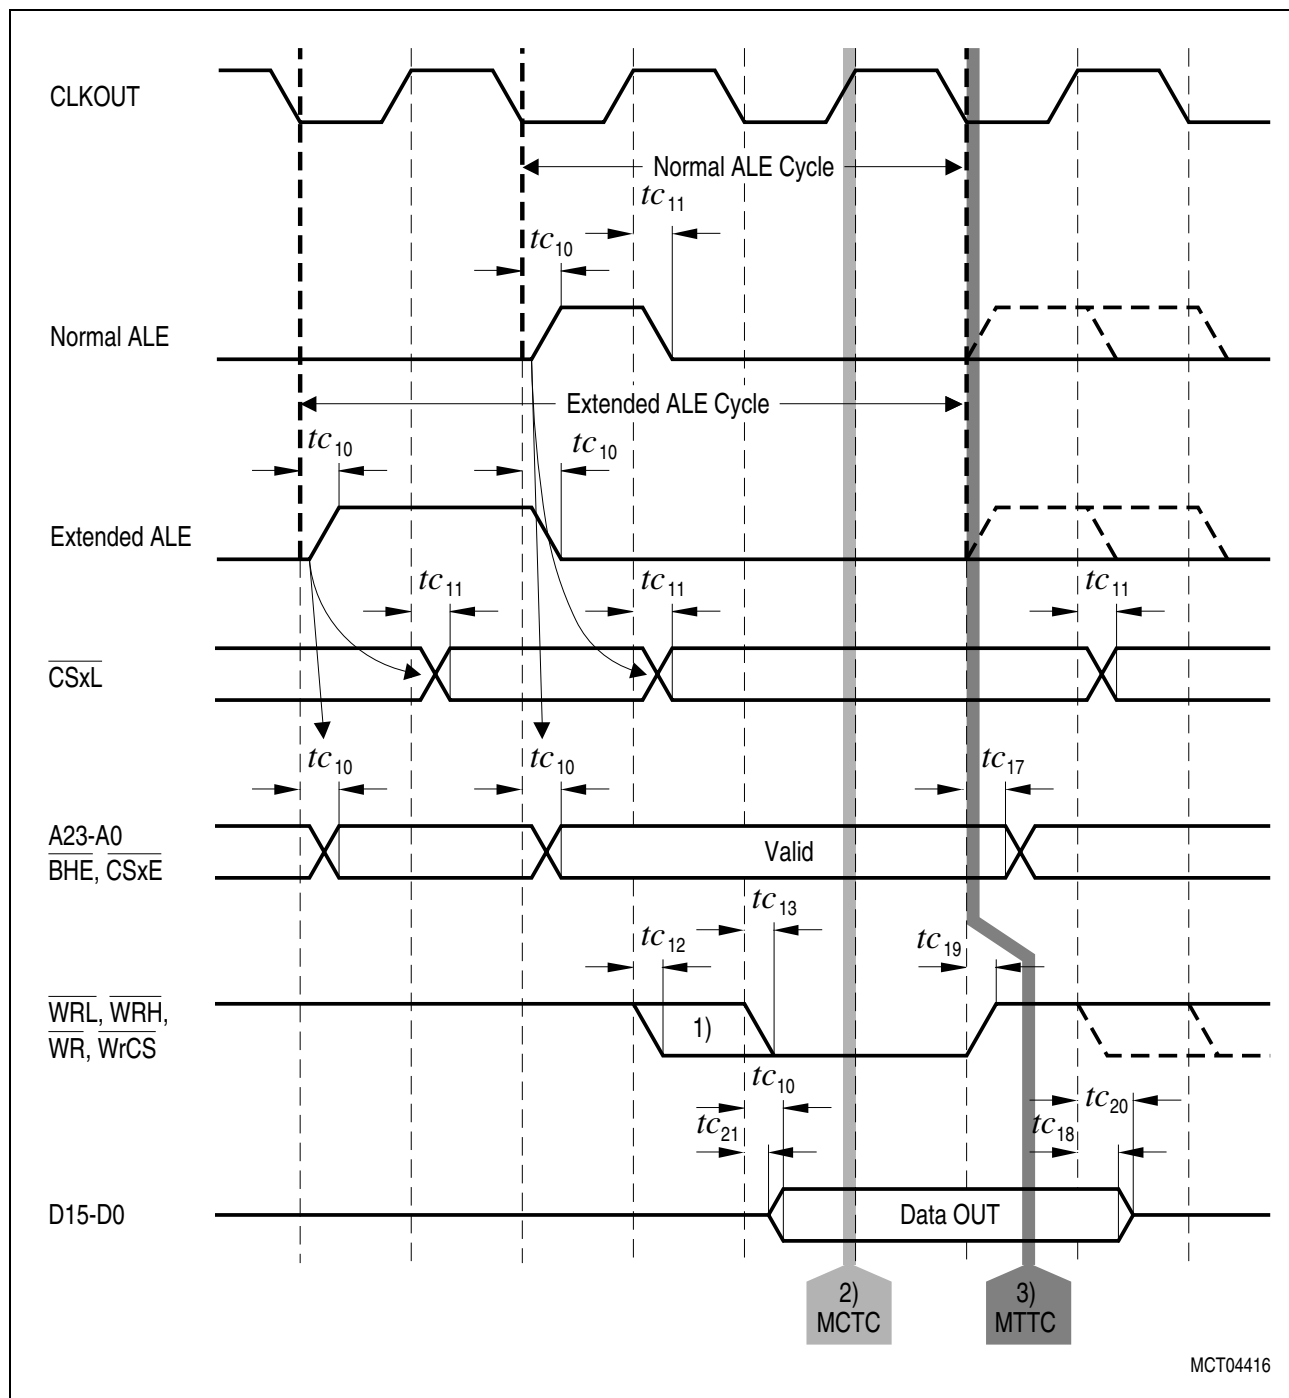 CLKOUT
Normal ALE Cycle
tc11
tc10
Normal ALE
Extended ALE Cycle
tc10
tc10
Extended ALE
tc11
tc11
tc11
CSxL
tc10
tc10
tc17
A23-A0
BHE, CSxE
Valid
tc13
tc12
tc19
WRL, WRH,
WR, WrCS
1)
tc10
tc20
tc21
tc18
D15-D0
Data OUT
2)
MCTC
3)
MTTC
MCT04416